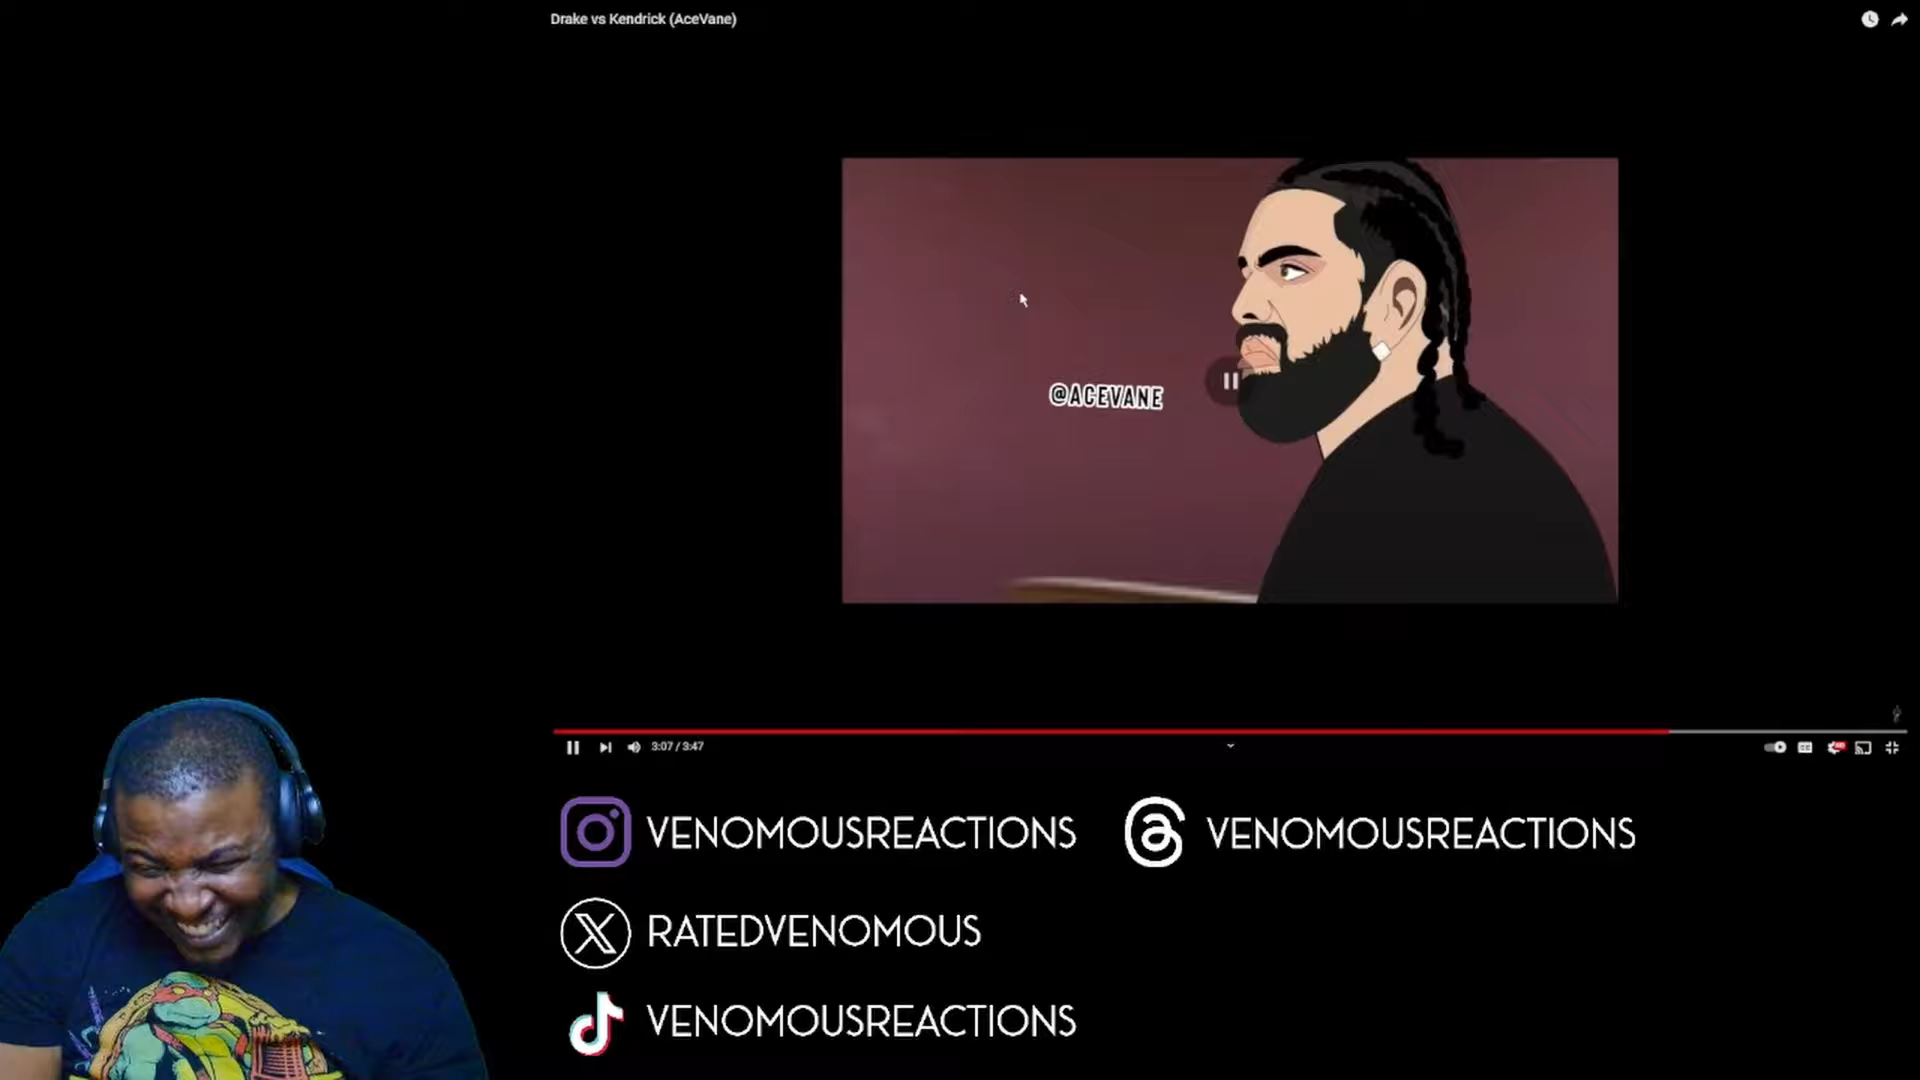 Drake vs Kendrick (AceVane)
@ACEVANE
3:07 / 3:47
VENOMOUSREACTIONS
VENOMOUSREACTIONS
RATEDVENOMOUS
VENOMOUSREACTIONS